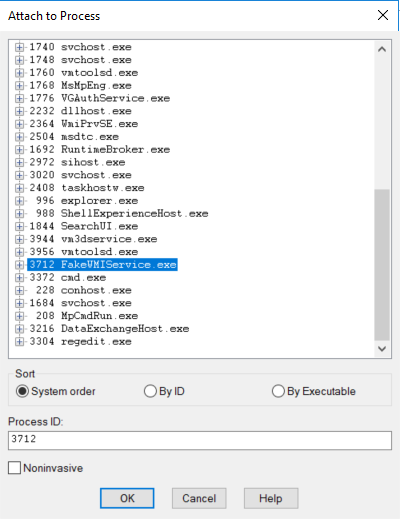 Attach to Process
1740 svchost.exe
1748 svchost.exe
1760 vmtoolsd.exe
1768 MsMpEng.exe
1776 VGAuthService.exe
2232 dllhost.exe
2364 WmiPrvSE.exe
2504 msdtc.exe
1692 RuntimeBroker.exe
2972 sihost.exe
3020 svchost.exe
2408 taskhostw.exe
996 explorer.exe
988 ShellExperienceHost.exe
1844 SearchUI.exe
3944 vm3dservice.exe
3956 vmtoolsd.exe
3712 FakeWMIService.exe
3372 cmd.exe
228 conhost.exe
1684 svchost.exe
208 MpCmdRun.exe
3216 DataExchangeHost.exe
3304 regedit.exe
Sort
System order By ID By Executable
Process ID:
3712
Noninvasive
OK Cancel Help